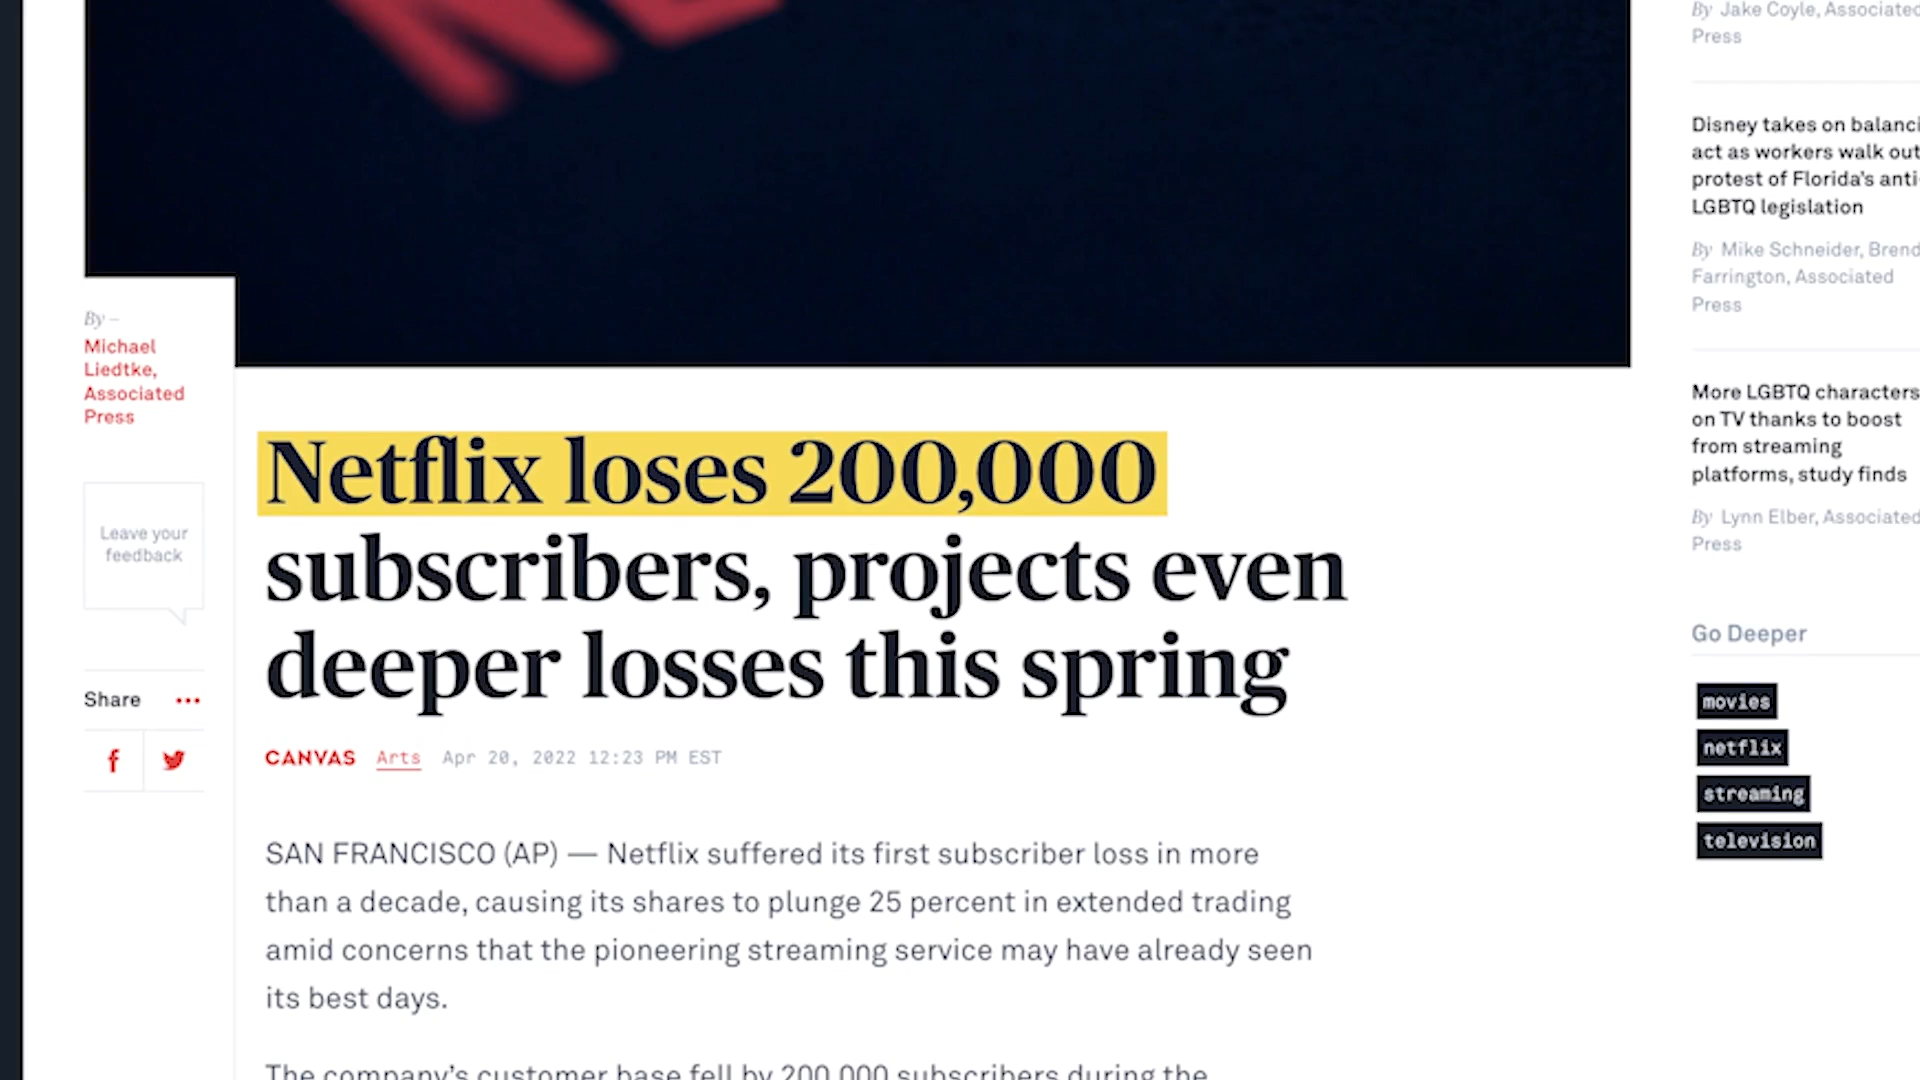 By —
Michael
Liedtke,
Associated
Press
Leave your
feedback
Share
Netflix loses 200,000
subscribers, projects even
deeper losses this spring
CANVAS Arts Apr 20, 2022 12:23 PM EST
SAN FRANCISCO (AP) — Netflix suffered its first subscriber loss in more
than a decade, causing its shares to plunge 25 percent in extended trading
amid concerns that the pioneering streaming service may have already seen
its best days.
The company's customer base fell by 200,000 subscribers during the
By Jake Coyle, Associated
Press
Disney takes on balanci
act as workers walk out
protest of Florida's anti-
LGBTQ legislation
By Mike Schneider, Brend
Farrington, Associated
Press
More LGBTQ characters
on TV thanks to boost
from streaming
platforms, study finds
By Lynn Elber, Associated
Press
Go Deeper
movies
netflix
streaming
television